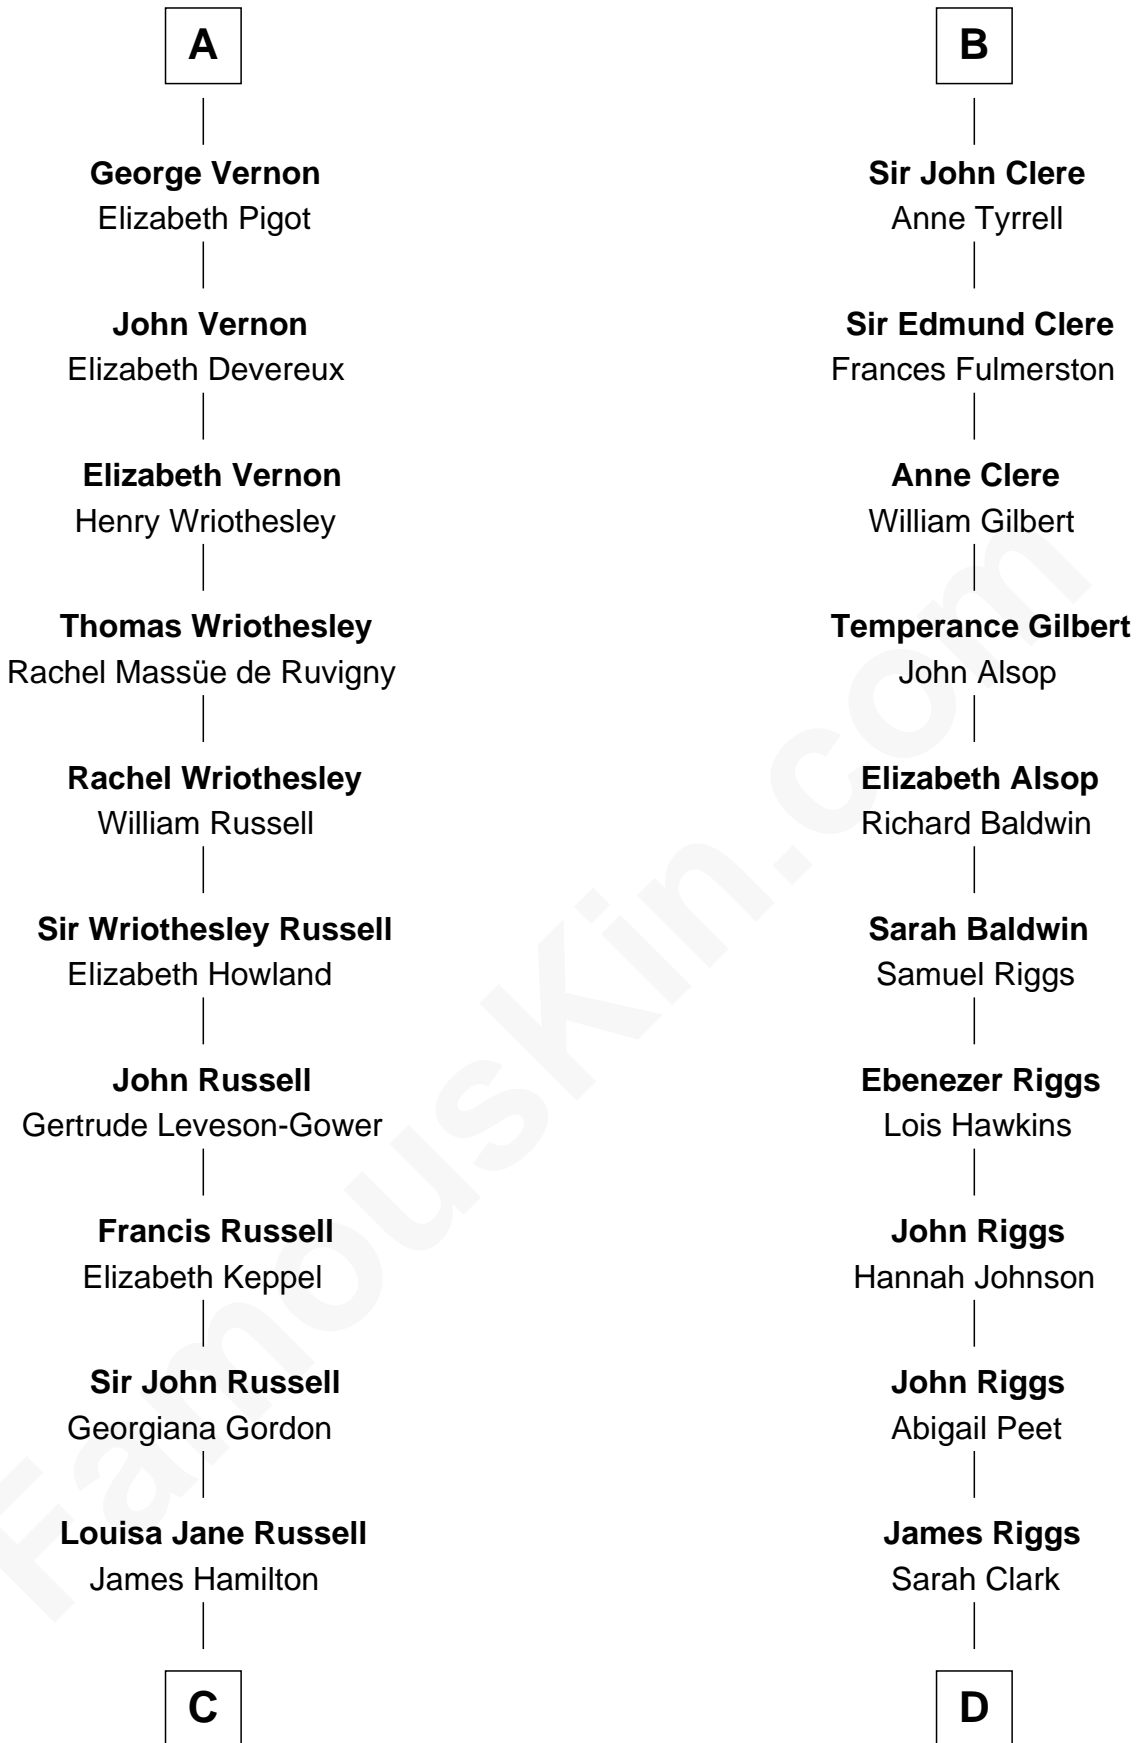 A
George Vernon
Elizabeth Pigot
John Vernon
Elizabeth Devereux
Elizabeth Vernon
Henry Wriothesley
Thomas Wriothesley
Rachel Massüe de Ruvigny
Rachel Wriothesley
William Russell
Sir Wriothesley Russell
Elizabeth Howland
John Russell
Gertrude Leveson-Gower
Francis Russell
Elizabeth Keppel
Sir John Russell
Georgiana Gordon
Louisa Jane Russell
James Hamilton
C
B
Sir John Clere
Anne Tyrrell
Sir Edmund Clere
Frances Fulmerston
Anne Clere
William Gilbert
Temperance Gilbert
John Alsop
Elizabeth Alsop
Richard Baldwin
Sarah Baldwin
Samuel Riggs
Ebenezer Riggs
Lois Hawkins
John Riggs
Hannah Johnson
John Riggs
Abigail Peet
James Riggs
Sarah Clark
D
FamousKin.com